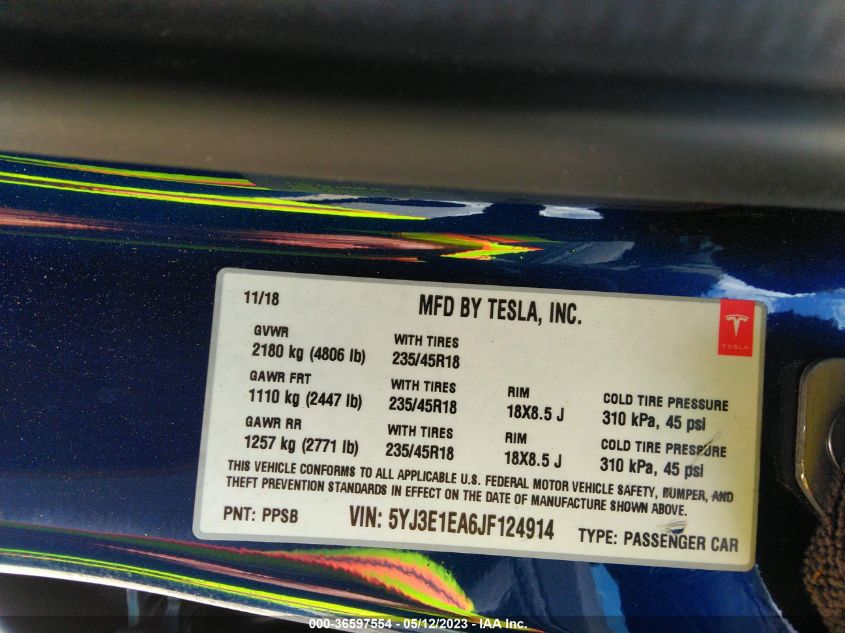 11/18
MFD BY TESLA, INC.
TESLA
GVWR
2180 kg (4806 lb)
WITH TIRES
235/45R18
GAWR FRT
1110 kg (2447 lb)
WITH TIRES
235/45R18
RIM
18X8.5 J
COLD TIRE PRESSURE
310 kPa, 45 psi
GAWR RR
1257 kg (2771 lb)
WITH TIRES
235/45R18
RIM
18X8.5 J
COLD TIRE PRESSURE
310 kPa, 45 psi
THIS VEHICLE CONFORMS TO ALL APPLICABLE U.S. FEDERAL MOTOR VEHICLE SAFETY, BUMPER, AND
THEFT PREVENTION STANDARDS IN EFFECT ON THE DATE OF MANUFACTURE SHOWN ABOVE.
PNT: PPSB
VIN: 5YJ3E1EA6JF124914
TYPE: PASSENGER CAR
000-36597554 - 05/12/2023 - IAA Inc.